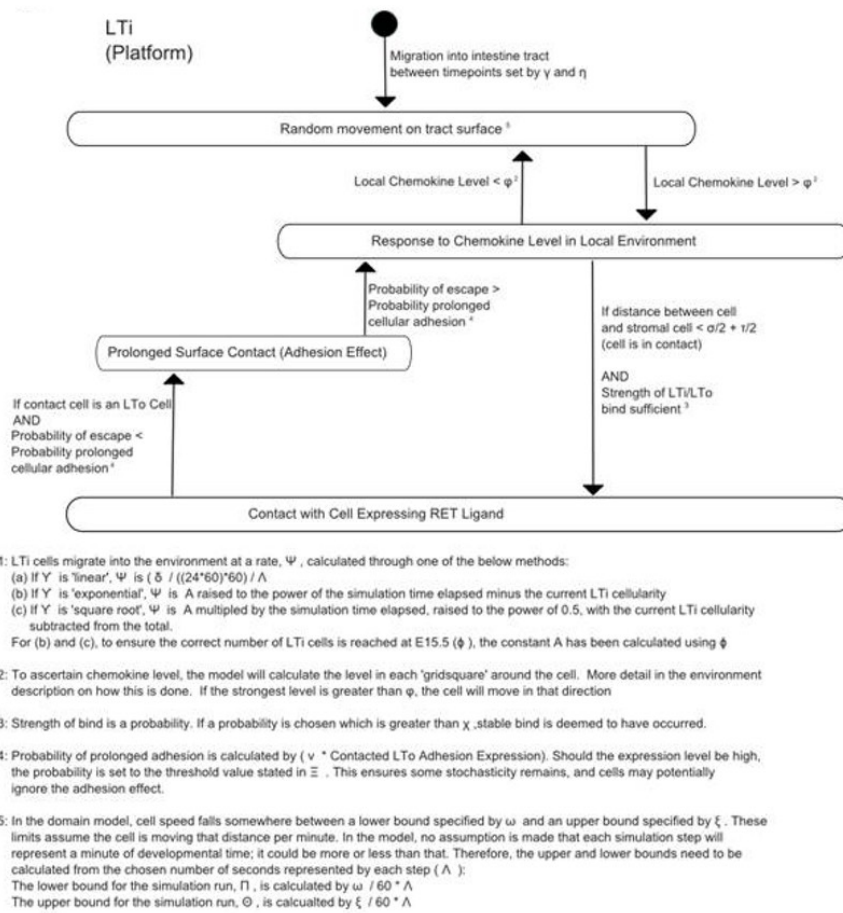 LTi
(Platform)
Migration into intestine tract
between timepoints set by γ and η
Random movement on tract surface ⁵
Local Chemokine Level < φ ²
Local Chemokine Level > φ ²
Response to Chemokine Level in Local Environment
Probability of escape >
Probability prolonged
cellular adhesion ⁴
If distance between cell
and stromal cell < σ/2 + τ/2
(cell is in contact)
AND
Strength of LTi/LTo
bind sufficient ³
Prolonged Surface Contact (Adhesion Effect)
If contact cell is an LTo Cell
AND
Probability of escape <
Probability prolonged
cellular adhesion ⁴
Contact with Cell Expressing RET Ligand
1: LTi cells migrate into the environment at a rate, Ψ , calculated through one of the below methods:
(a) If Υ is 'linear', Ψ is ( δ / ((24*60)*60) / Λ
(b) If Υ is 'exponential', Ψ is A raised to the power of the simulation time elapsed minus the current LTi cellularity
(c) If Υ is 'square root', Ψ is A multipled by the simulation time elapsed, raised to the power of 0.5, with the current LTi cellularity
subtracted from the total.
For (b) and (c), to ensure the correct number of LTi cells is reached at E15.5 ( ϕ ), the constant A has been calculated using ϕ
2: To ascertain chemokine level, the model will calculate the level in each 'gridsquare' around the cell. More detail in the environment
description on how this is done. If the strongest level is greater than φ, the cell will move in that direction
3: Strength of bind is a probability. If a probability is chosen which is greater than χ ,stable bind is deemed to have occurred.
4: Probability of prolonged adhesion is calculated by ( ν * Contacted LTo Adhesion Expression). Should the expression level be high,
the probability is set to the threshold value stated in Ξ . This ensures some stochasticity remains, and cells may potentially
ignore the adhesion effect.
5: In the domain model, cell speed falls somewhere between a lower bound specified by ω and an upper bound specified by ξ . These
limits assume the cell is moving that distance per minute. In the model, no assumption is made that each simulation step will
represent a minute of developmental time; it could be more or less than that. Therefore, the upper and lower bounds need to be
calculated from the chosen number of seconds represented by each step ( Λ ):
The lower bound for the simulation run, Π , is calculated by ω / 60 * Λ
The upper bound for the simulation run, Θ , is calcualted by ξ / 60 * Λ